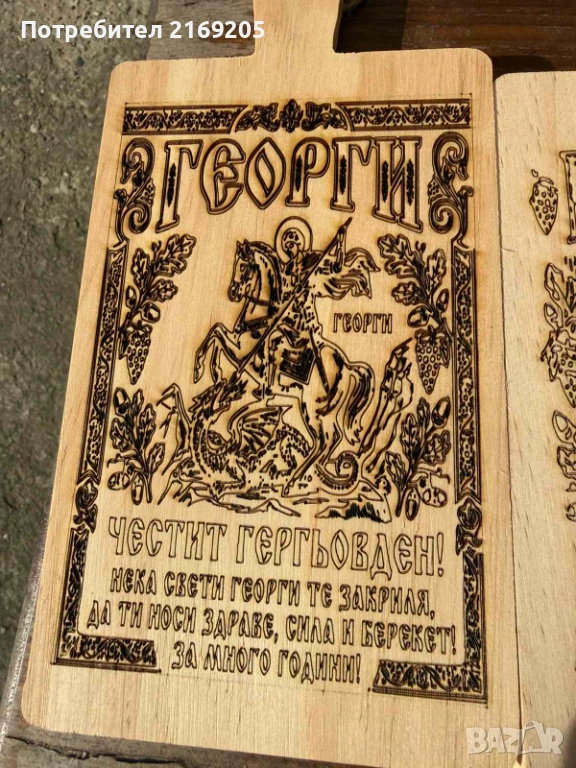 Потребител 2169205
ГЕОРГИ
ГЕОРГИ
ЧЕСТИТ ГЕРГЬОВДЕН!
НЕКА СВЕТИ ГЕОРГИ ТЕ ЗАКРИЛЯ,
ДА ТИ НОСИ ЗДРАВЕ, СИЛА И БЕРЕКЕТ!
ЗА МНОГО ГОДИНИ!
BAZAR